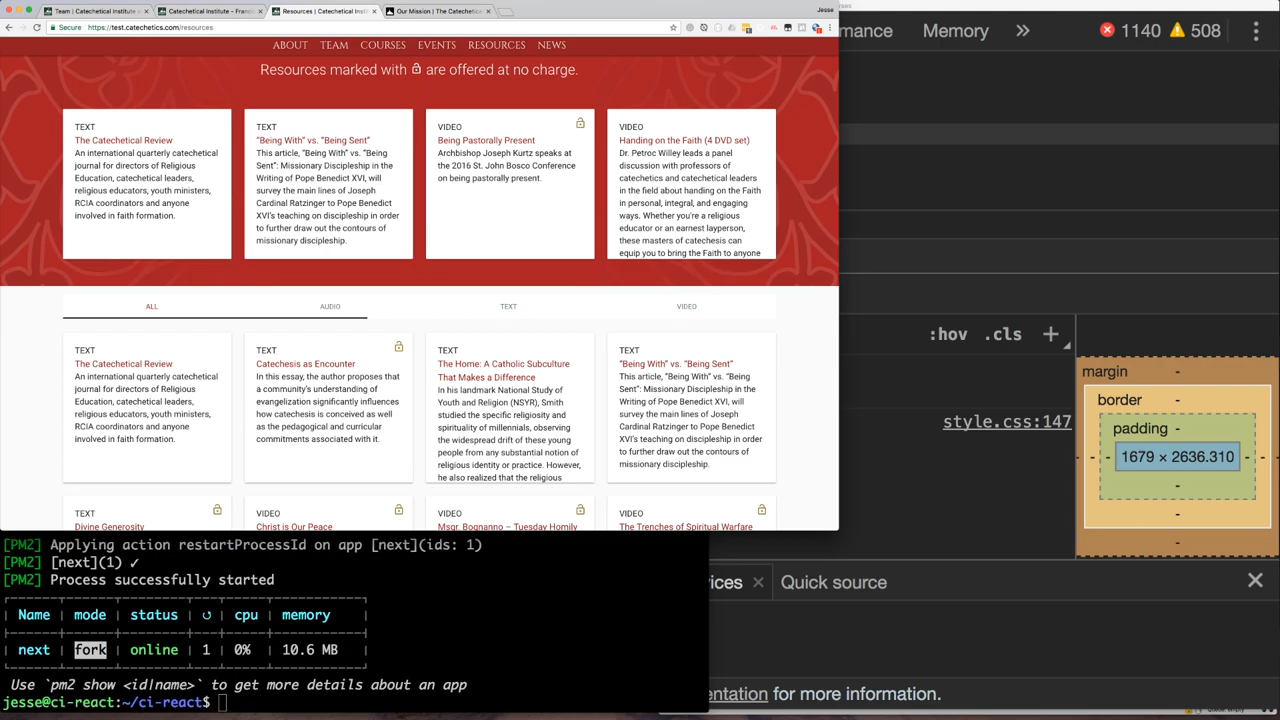 Team | Catechetical Institute
Catechetical Institute - Franci
Resources | Catechetical Insti
Our Mission | The Catechetica
Jesse
Secure https://test.catechetics.com/resources
ABOUT TEAM COURSES EVENTS RESOURCES NEWS
Resources marked with are offered at no charge.
TEXT
The Catechetical Review
An international quarterly catechetical
journal for directors of Religious
Education, catechetical leaders,
religious educators, youth ministers,
RCIA coordinators and anyone
involved in faith formation.
TEXT
“Being With” vs. “Being Sent”
This article, “Being With” vs. “Being
Sent”: Missionary Discipleship in the
Writing of Pope Benedict XVI, will
survey the main lines of Joseph
Cardinal Ratzinger to Pope Benedict
XVI’s teaching on discipleship in order
to further draw out the contours of
missionary discipleship.
VIDEO
Being Pastorally Present
Archbishop Joseph Kurtz speaks at
the 2016 St. John Bosco Conference
on being pastorally present.
VIDEO
Handing on the Faith (4 DVD set)
Dr. Petroc Willey leads a panel
discussion with professors of
catechetics and catechetical leaders
in the field about handing on the Faith
in personal, integral, and engaging
ways. Whether you're a religious
educator or an earnest layperson,
these masters of catechesis can
equip you to bring the Faith to anyone
ALL AUDIO TEXT VIDEO
TEXT
The Catechetical Review
An international quarterly catechetical
journal for directors of Religious
Education, catechetical leaders,
religious educators, youth ministers,
RCIA coordinators and anyone
involved in faith formation.
TEXT
Catechesis as Encounter
In this essay, the author proposes that
a community’s understanding of
evangelization significantly influences
how catechesis is conceived as well
as the pedagogical and curricular
commitments associated with it.
TEXT
The Home: A Catholic Subculture
That Makes a Difference
In his landmark National Study of
Youth and Religion (NSYR), Smith
studied the specific religiosity and
spirituality of millennials, observing
the widespread drift of these young
people from any substantial notion of
religious identity or practice. However,
he also realized that the religious
TEXT
“Being With” vs. “Being Sent”
This article, “Being With” vs. “Being
Sent”: Missionary Discipleship in the
Writing of Pope Benedict XVI, will
survey the main lines of Joseph
Cardinal Ratzinger to Pope Benedict
XVI’s teaching on discipleship in order
to further draw out the contours of
missionary discipleship.
TEXT
Divine Generosity
VIDEO
Christ is Our Peace
VIDEO
Msgr. Bognanno – Tuesday Homily
VIDEO
The Trenches of Spiritual Warfare
mance Memory » 1140 508
:hov .cls +
style.css:147
margin -
border -
padding -
- - - 1679 × 2636.310 - - -
-
-
-
vices × Quick source
entation for more information.
[PM2] Applying action restartProcessId on app [next](ids: 1)
[PM2] [next](1) ✓
[PM2] Process successfully started
Name mode status ↺ cpu memory
next fork online 1 0% 10.6 MB
Use `pm2 show <id|name>` to get more details about an app
jesse@ci-react:~/ci-react$